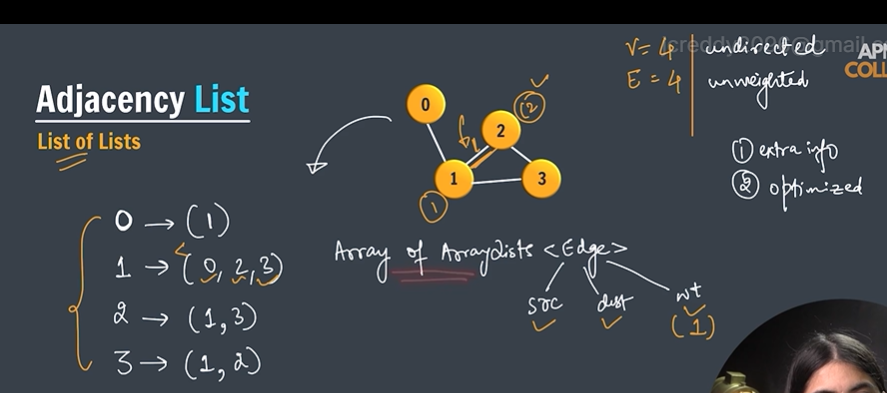 V= 4 | undirected
E = 4 | unweighted
APN
COLL
Adjacency List
List of Lists
0
2
1
3
(2)
(1)
① extra info
② optimized
0 → (1)
1 → (0, 2, 3)
2 → (1, 3)
3 → (1, 2)
Array of Arraylists <Edge>
src dest wt
(1)